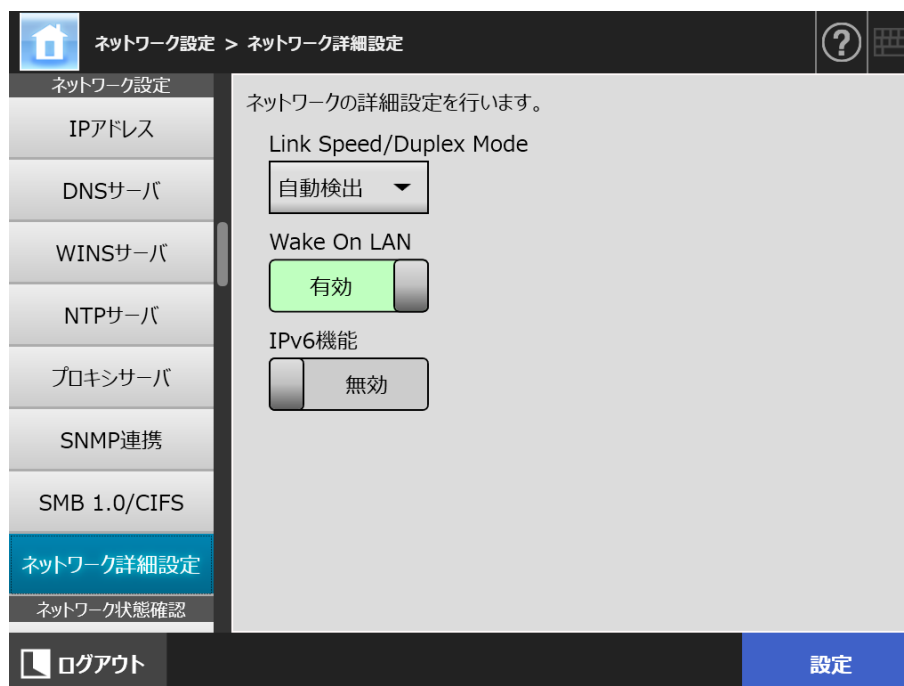 ネットワーク設定 > ネットワーク詳細設定
?
ネットワーク設定
IPアドレス
DNSサーバ
WINSサーバ
NTPサーバ
プロキシサーバ
SNMP連携
SMB 1.0/CIFS
ネットワーク詳細設定
ネットワーク状態確認
ネットワークの詳細設定を行います。
Link Speed/Duplex Mode
自動検出
Wake On LAN
有効
IPv6機能
無効
ログアウト
設定